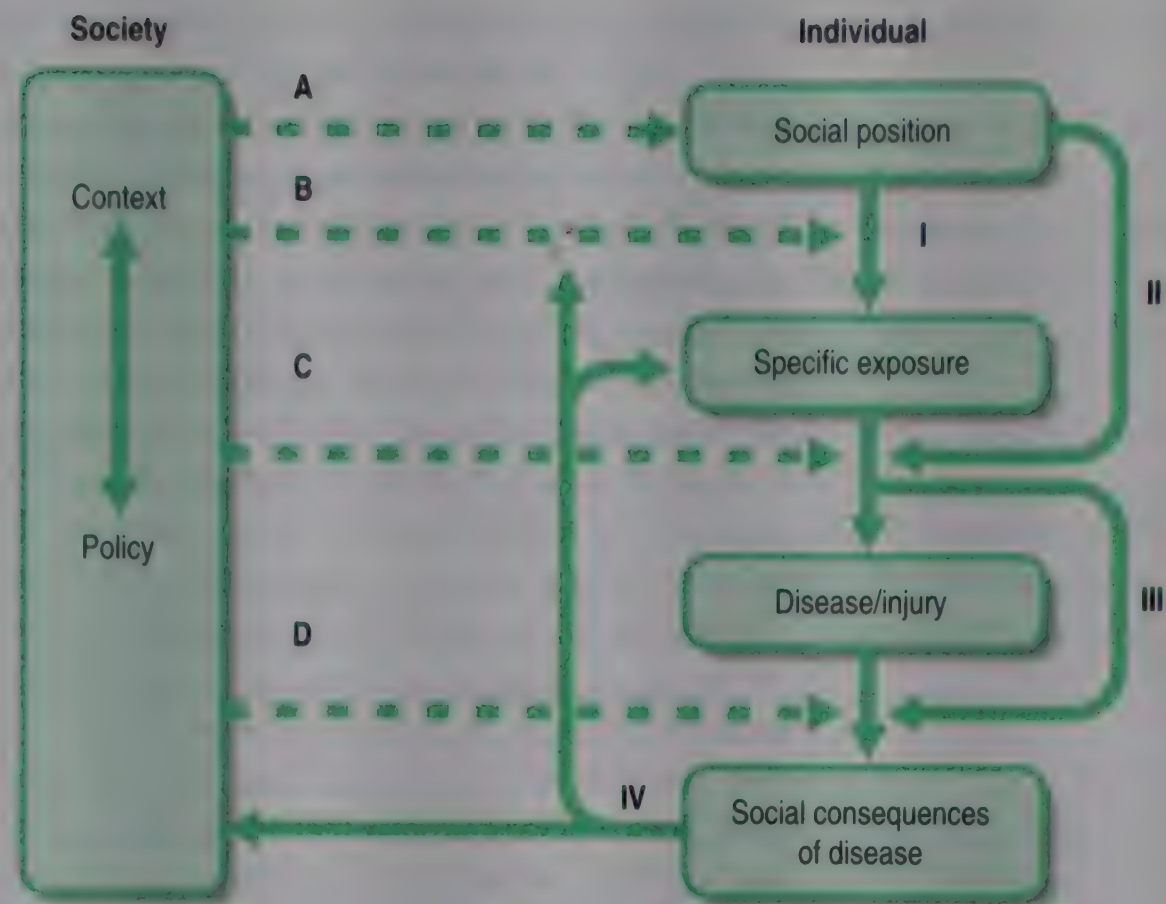 Society
Individual
A
Social position
Context
B
I
II
C
Specific exposure
Policy
Disease/injury
III
D
IV
Social consequences
of disease